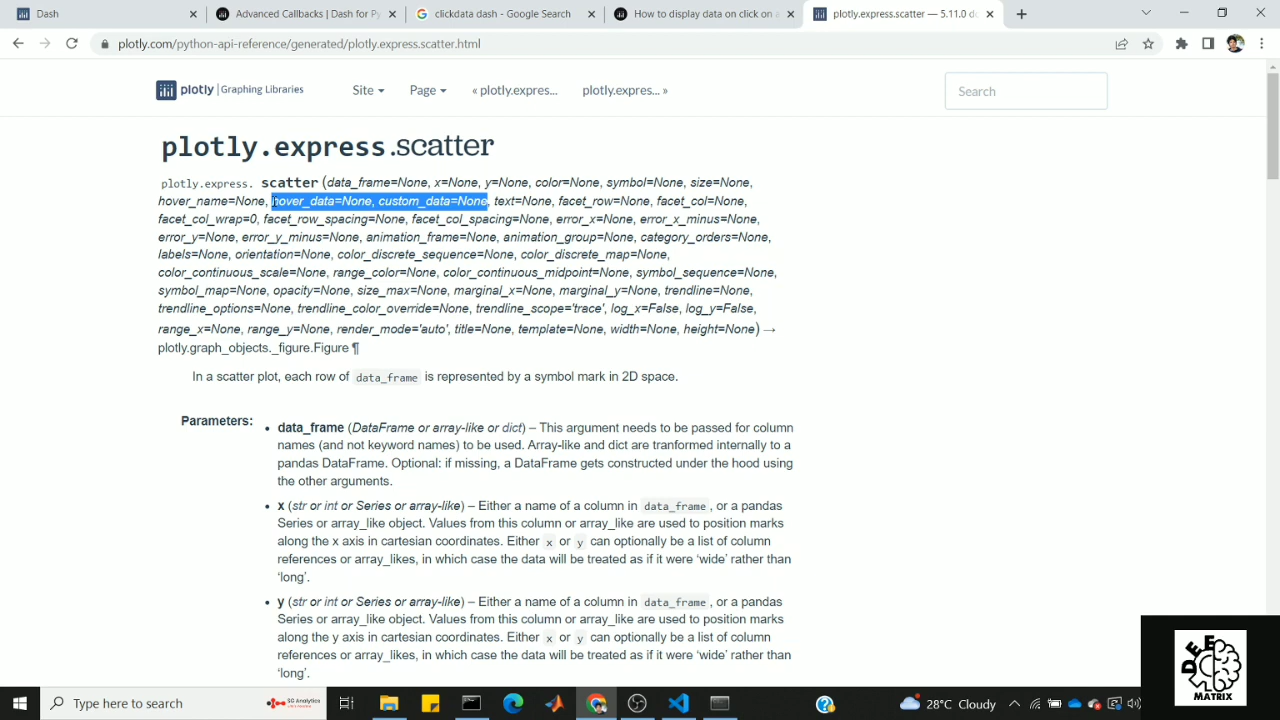 Dash
Advanced Callbacks | Dash for Py
clickdata dash - Google Search
How to display data on click on a
plotly.express.scatter — 5.11.0 do
plotly.com/python-api-reference/generated/plotly.express.scatter.html
plotly | Graphing Libraries
Site
Page
« plotly.expres...
plotly.expres... »
Search
plotly.express.scatter
plotly.express. scatter (data_frame=None, x=None, y=None, color=None, symbol=None, size=None,
hover_name=None, hover_data=None, custom_data=None, text=None, facet_row=None, facet_col=None,
facet_col_wrap=0, facet_row_spacing=None, facet_col_spacing=None, error_x=None, error_x_minus=None,
error_y=None, error_y_minus=None, animation_frame=None, animation_group=None, category_orders=None,
labels=None, orientation=None, color_discrete_sequence=None, color_discrete_map=None,
color_continuous_scale=None, range_color=None, color_continuous_midpoint=None, symbol_sequence=None,
symbol_map=None, opacity=None, size_max=None, marginal_x=None, marginal_y=None, trendline=None,
trendline_options=None, trendline_color_override=None, trendline_scope='trace', log_x=False, log_y=False,
range_x=None, range_y=None, render_mode='auto', title=None, template=None, width=None, height=None) →
plotly.graph_objects._figure.Figure ¶
In a scatter plot, each row of data_frame is represented by a symbol mark in 2D space.
Parameters:
• data_frame (DataFrame or array-like or dict) – This argument needs to be passed for column
names (and not keyword names) to be used. Array-like and dict are tranformed internally to a
pandas DataFrame. Optional: if missing, a DataFrame gets constructed under the hood using
the other arguments.
• x (str or int or Series or array-like) – Either a name of a column in data_frame , or a pandas
Series or array_like object. Values from this column or array_like are used to position marks
along the x axis in cartesian coordinates. Either x or y can optionally be a list of column
references or array_likes, in which case the data will be treated as if it were ‘wide’ rather than
‘long’.
• y (str or int or Series or array-like) – Either a name of a column in data_frame , or a pandas
Series or array_like object. Values from this column or array_like are used to position marks
along the y axis in cartesian coordinates. Either x or y can optionally be a list of column
references or array_likes, in which case the data will be treated as if it were ‘wide’ rather than
‘long’.
DEE
MATRIX
Type here to search
SG Analytics
28°C Cloudy